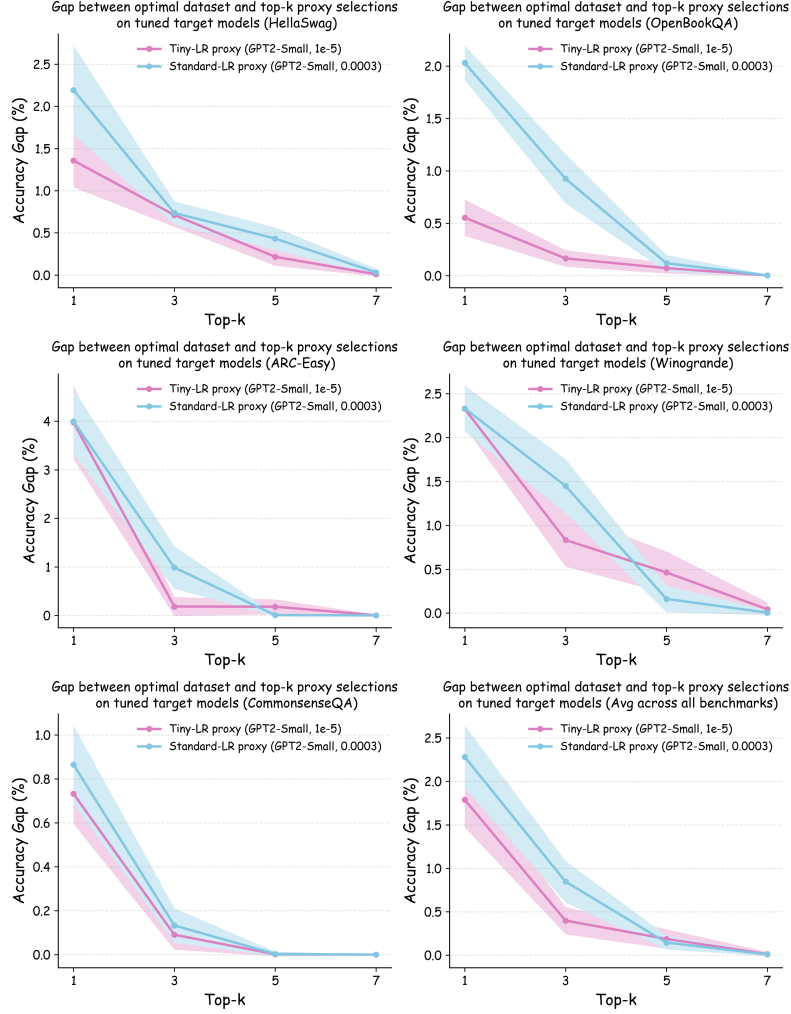 Gap between optimal dataset and top-k proxy selections
on tuned target models (HellaSwag)
Tiny-LR proxy (GPT2-Small, 1e-5)
Standard-LR proxy (GPT2-Small, 0.0003)
Accuracy Gap (%)
2.5
2.0
1.5
1.0
0.5
0.0
1 3 5 7
Top-k
Gap between optimal dataset and top-k proxy selections
on tuned target models (OpenBookQA)
Tiny-LR proxy (GPT2-Small, 1e-5)
Standard-LR proxy (GPT2-Small, 0.0003)
Accuracy Gap (%)
2.0
1.5
1.0
0.5
0.0
1 3 5 7
Top-k
Gap between optimal dataset and top-k proxy selections
on tuned target models (ARC-Easy)
Tiny-LR proxy (GPT2-Small, 1e-5)
Standard-LR proxy (GPT2-Small, 0.0003)
Accuracy Gap (%)
4
3
2
1
0
1 3 5 7
Top-k
Gap between optimal dataset and top-k proxy selections
on tuned target models (Winogrande)
Tiny-LR proxy (GPT2-Small, 1e-5)
Standard-LR proxy (GPT2-Small, 0.0003)
Accuracy Gap (%)
2.5
2.0
1.5
1.0
0.5
0.0
1 3 5 7
Top-k
Gap between optimal dataset and top-k proxy selections
on tuned target models (CommonsenseQA)
Tiny-LR proxy (GPT2-Small, 1e-5)
Standard-LR proxy (GPT2-Small, 0.0003)
Accuracy Gap (%)
1.0
0.8
0.6
0.4
0.2
0.0
1 3 5 7
Top-k
Gap between optimal dataset and top-k proxy selections
on tuned target models (Avg across all benchmarks)
Tiny-LR proxy (GPT2-Small, 1e-5)
Standard-LR proxy (GPT2-Small, 0.0003)
Accuracy Gap (%)
2.5
2.0
1.5
1.0
0.5
0.0
1 3 5 7
Top-k